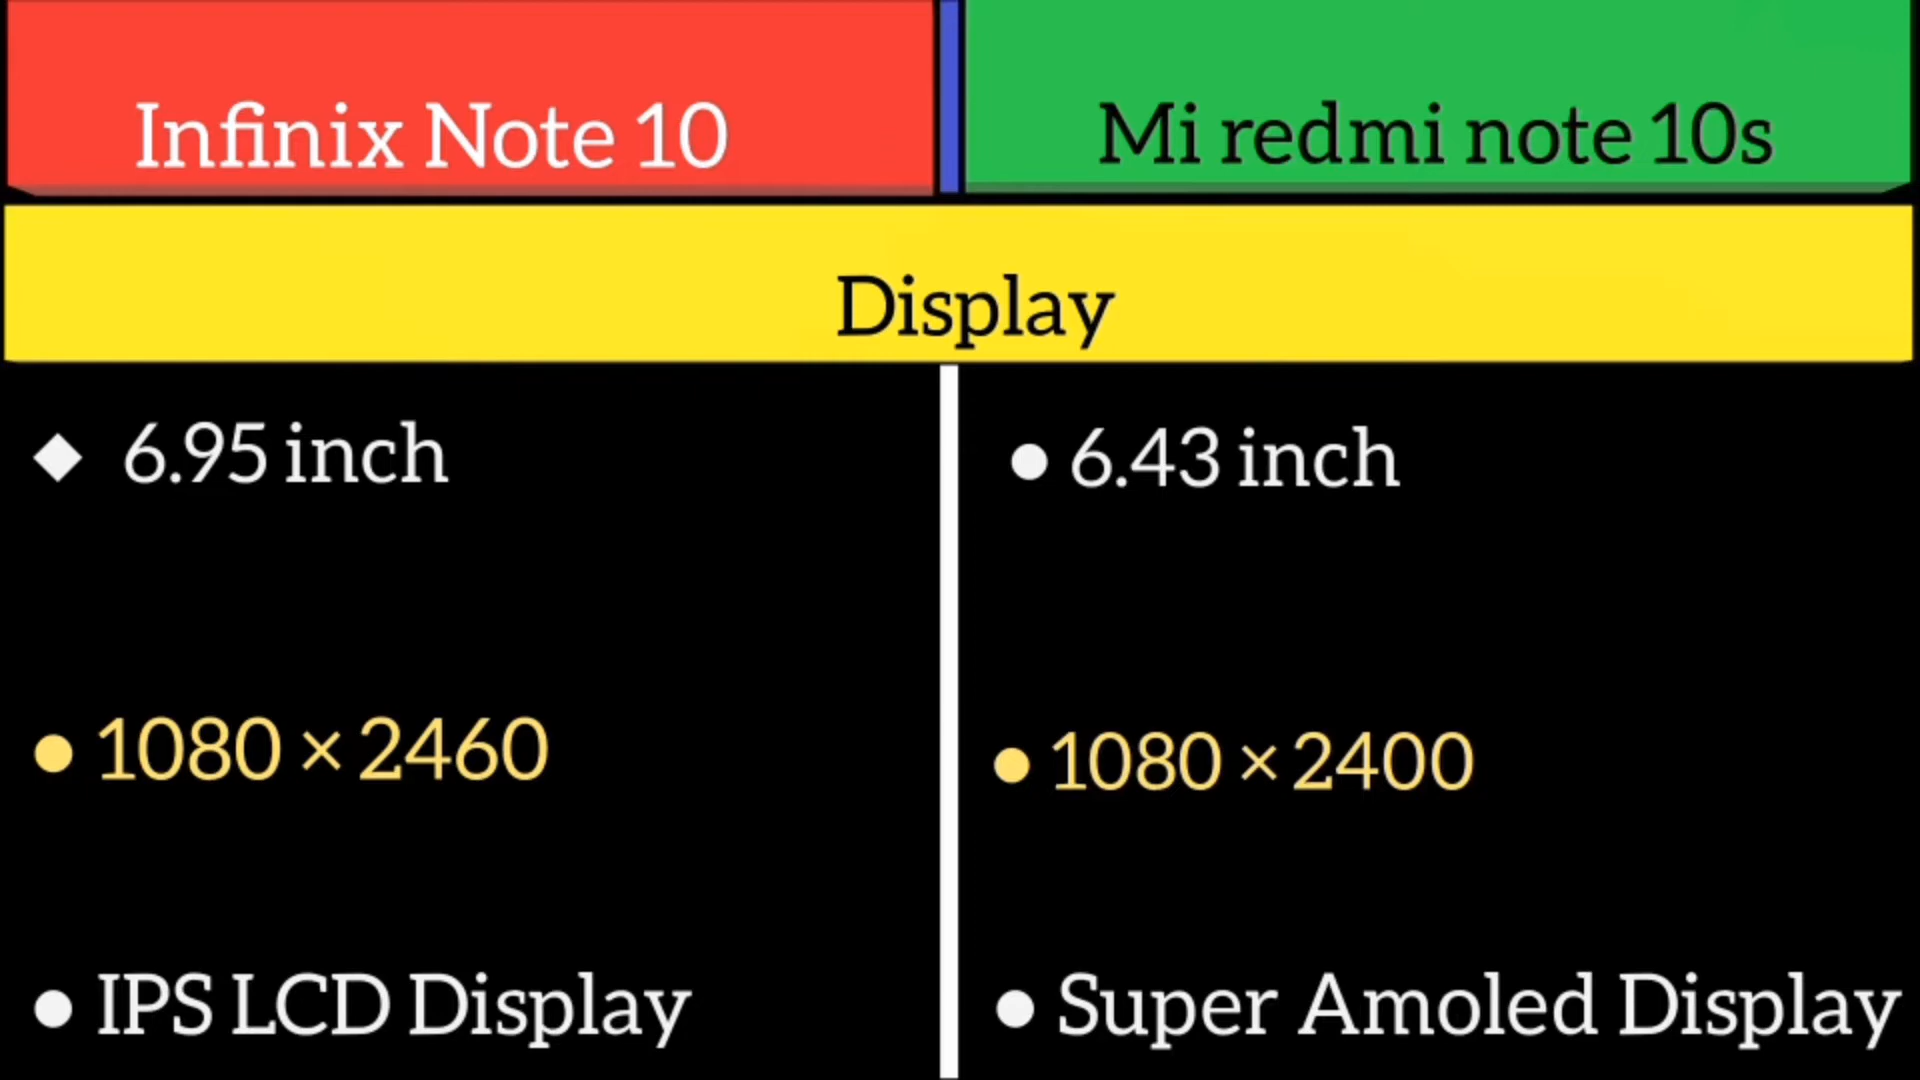 Infinix Note 10
Mi redmi note 10s
Display
◆ 6.95 inch
● 6.43 inch
● 1080 × 2460
● 1080 × 2400
● IPS LCD Display
● Super Amoled Display